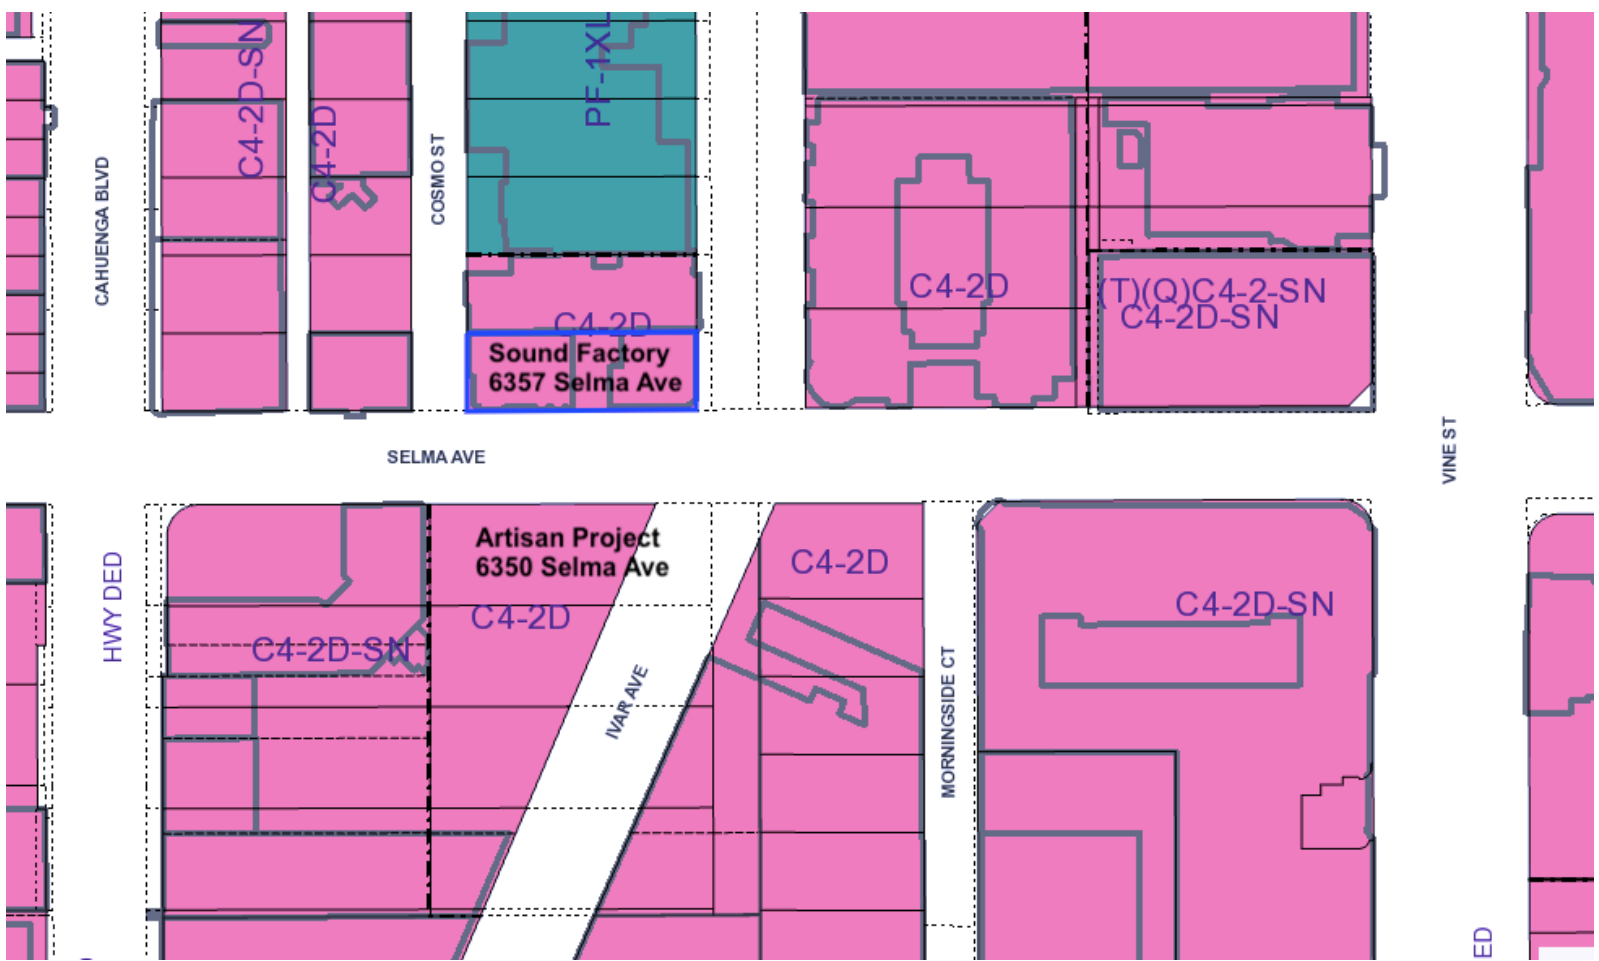 C4-2D-SN
C4-2D
PF-1XL
CAHUENGA BLVD
COSMO ST
C4-2D
Sound Factory
6357 Selma Ave
C4-2D
(T)(Q)C4-2-SN
C4-2D-SN
SELMA AVE
VINE ST
HWY DED
Artisan Project
6350 Selma Ave
C4-2D
C4-2D-SN
IVAR AVE
C4-2D
MORNINGSIDE CT
C4-2D-SN
ED